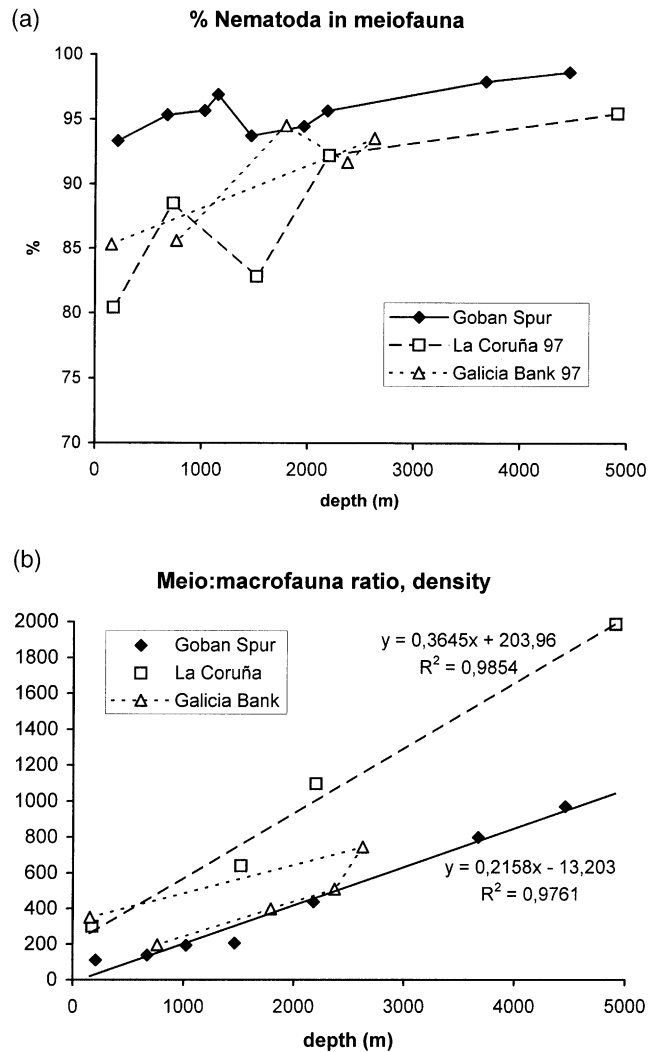 (a)
% Nematoda in meiofauna
100
95
90
85
80
75
70
%
Goban Spur
La Coruña 97
Galicia Bank 97
0 1000 2000 3000 4000 5000
depth (m)
(b)
Meio:macrofauna ratio, density
2000
1800
1600
1400
1200
1000
800
600
400
200
0
Goban Spur
La Coruña
Galicia Bank
y = 0,3645x + 203,96
R² = 0,9854
y = 0,2158x - 13,203
R² = 0,9761
0 1000 2000 3000 4000 5000
depth (m)